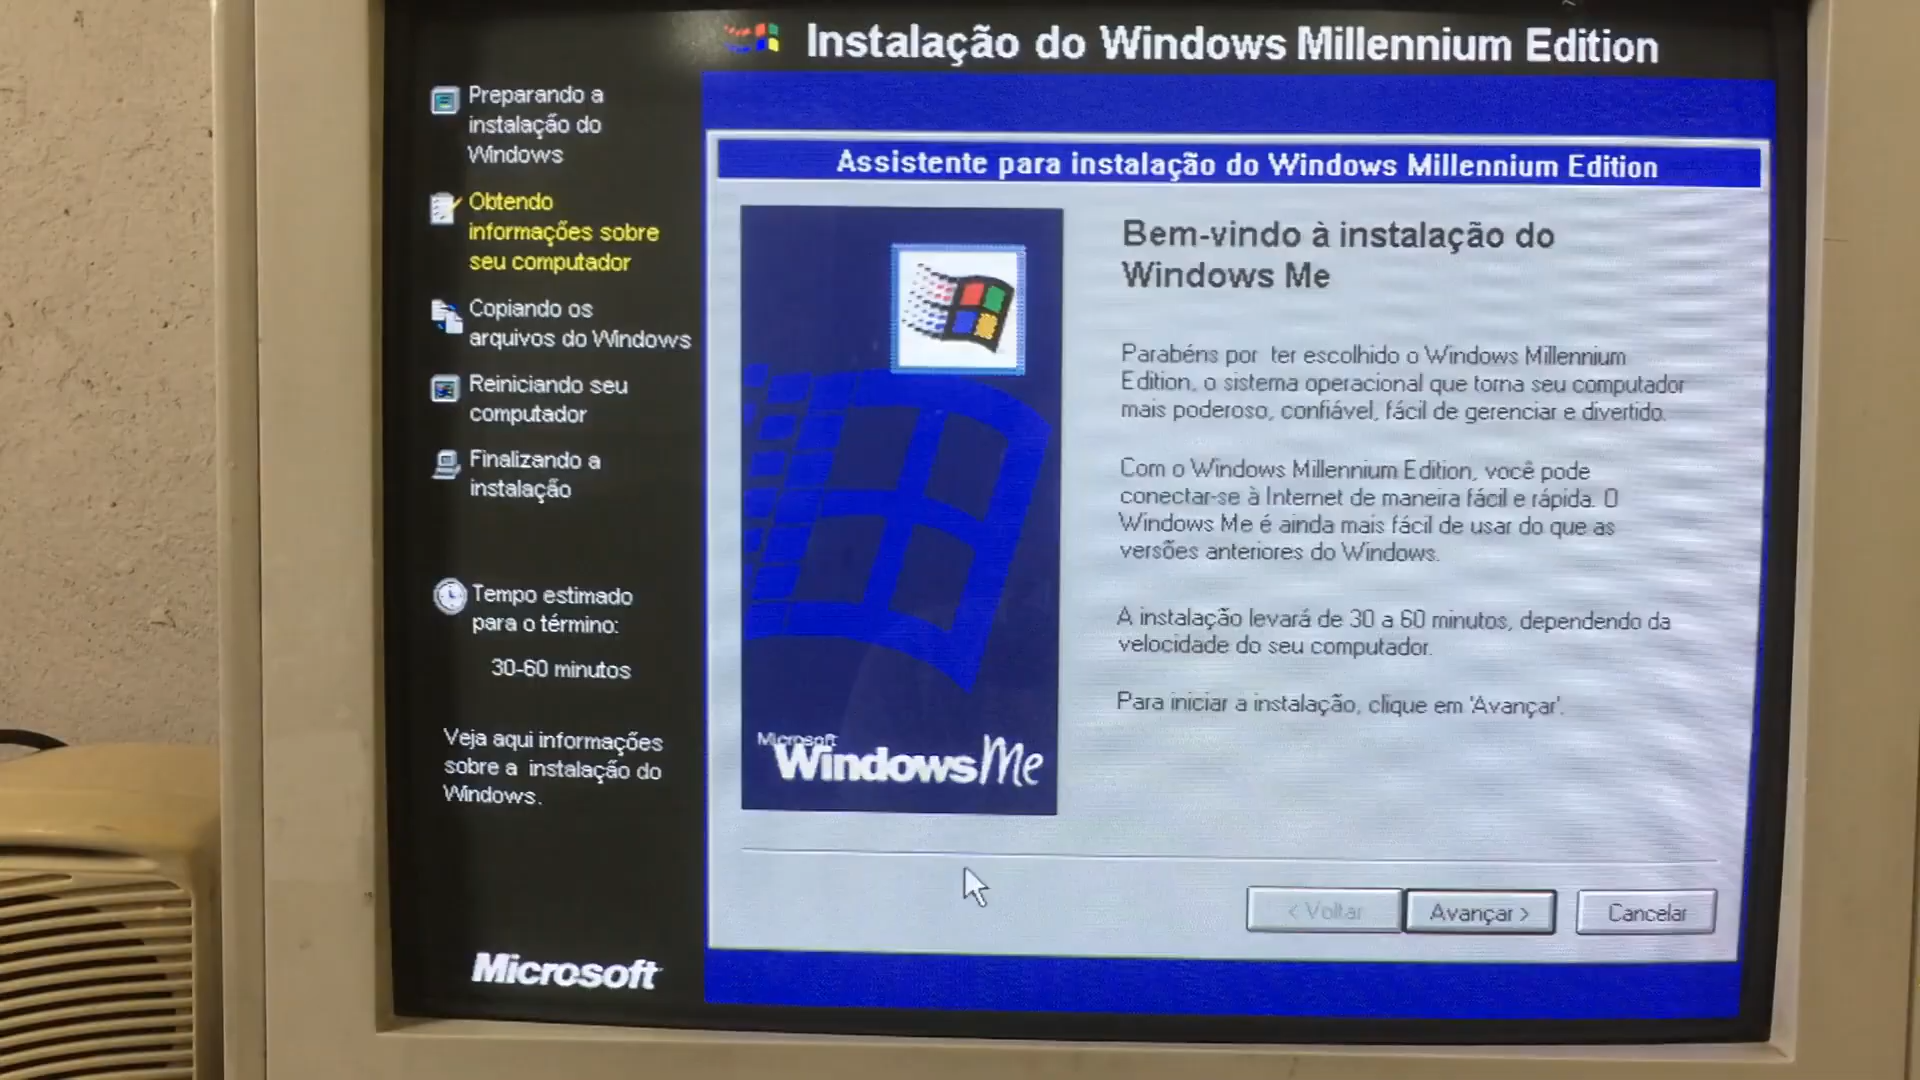 Instalação do Windows Millennium Edition
Preparando a
instalação do
Windows
Obtendo
informações sobre
seu computador
Copiando os
arquivos do Windows
Reiniciando seu
computador
Finalizando a
instalação
Tempo estimado
para o término:
30-60 minutos
Veja aqui informações
sobre a instalação do
Windows.
Microsoft
Assistente para instalação do Windows Millennium Edition
Microsoft
Windows Me
Bem-vindo à instalação do
Windows Me
Parabéns por ter escolhido o Windows Millennium
Edition, o sistema operacional que torna seu computador
mais poderoso, confiável, fácil de gerenciar e divertido.
Com o Windows Millennium Edition, você pode
conectar-se à Internet de maneira fácil e rápida. O
Windows Me é ainda mais fácil de usar do que as
versões anteriores do Windows.
A instalação levará de 30 a 60 minutos, dependendo da
velocidade do seu computador.
Para iniciar a instalação, clique em 'Avançar'.
< Voltar
Avançar >
Cancelar